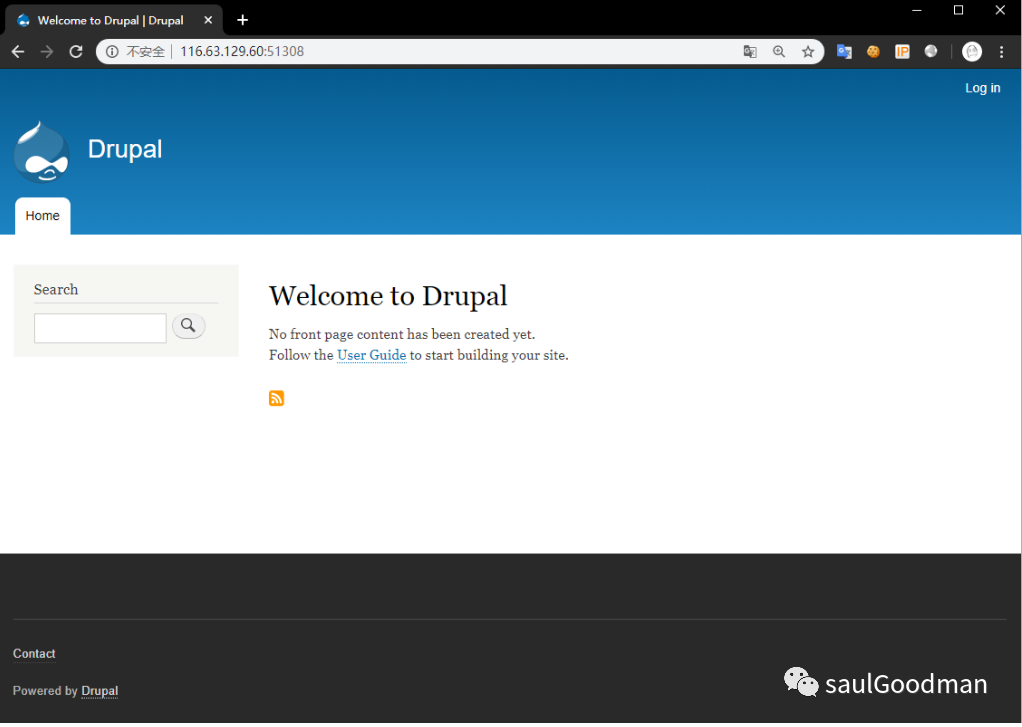 Welcome to Drupal | Drupal
不安全 116.63.129.60:51308
IP
Log in
Drupal
Home
Search
Welcome to Drupal
No front page content has been created yet.
Follow the User Guide to start building your site.
Contact
Powered by Drupal
saulGoodman